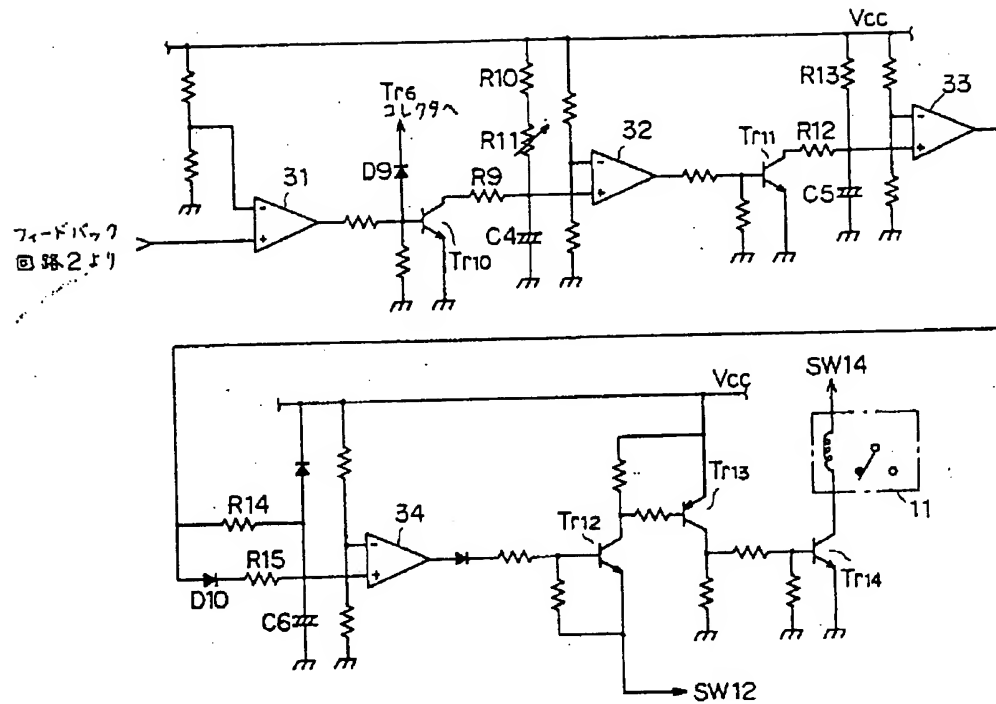 Vcc
R10
R13
33
Tr6
コレクタへ
R11
32
Tr11
R12
31
D9
R9
C5
-
+
-
+
-
+
C4
Tr10
フィードバック
回路2より
SW14
Vcc
Tr13
R14
34
Tr12
11
R15
-
+
Tr14
D10
C6
SW12